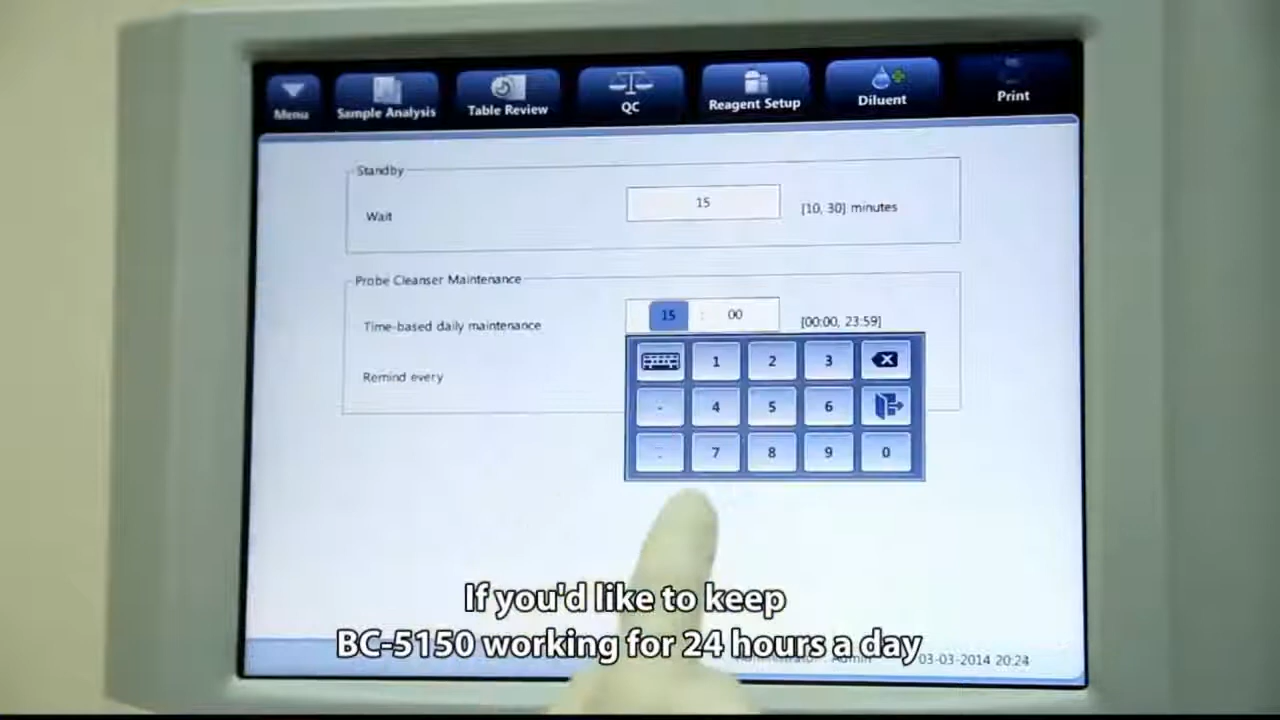 Menu
Sample Analysis
Table Review
QC
Reagent Setup
Diluent
Print
Standby
Wait
15
[10, 30] minutes
Probe Cleanser Maintenance
Time-based daily maintenance
15 : 00
[00:00, 23:59]
Remind every
1 2 3
- 4 5 6
. 7 8 9 0
If you'd like to keep
BC-5150 working for 24 hours a day
Admin
03-03-2014 20:24